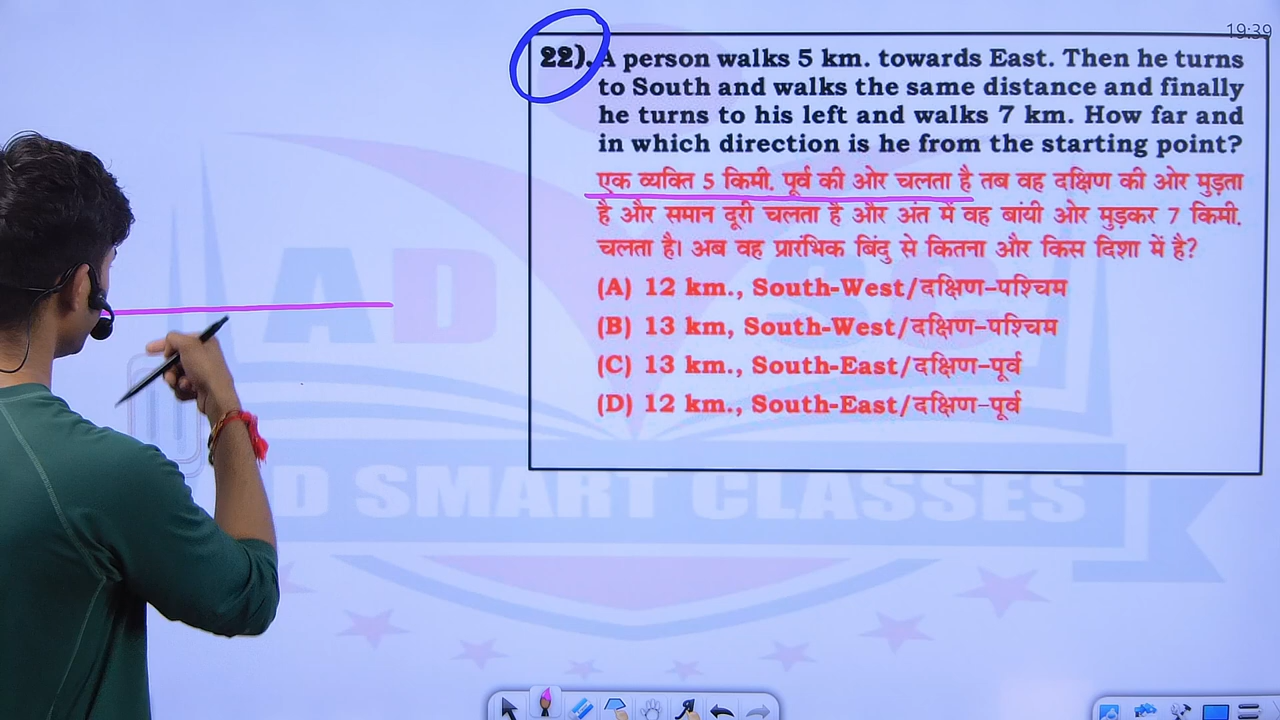 19:39
22). A person walks 5 km. towards East. Then he turns
to South and walks the same distance and finally
he turns to his left and walks 7 km. How far and
in which direction is he from the starting point?
एक व्यक्ति 5 किमी. पूर्व की ओर चलता है तब वह दक्षिण की ओर मुड़ता
है और समान दूरी चलता है और अंत में वह बांयी ओर मुड़कर 7 किमी.
चलता है। अब वह प्रारंभिक बिंदु से कितना और किस दिशा में है?
(A) 12 km., South-West/दक्षिण-पश्चिम
(B) 13 km, South-West/दक्षिण-पश्चिम
(C) 13 km., South-East/दक्षिण-पूर्व
(D) 12 km., South-East/दक्षिण-पूर्व
AD SC
D SMART CLASSES